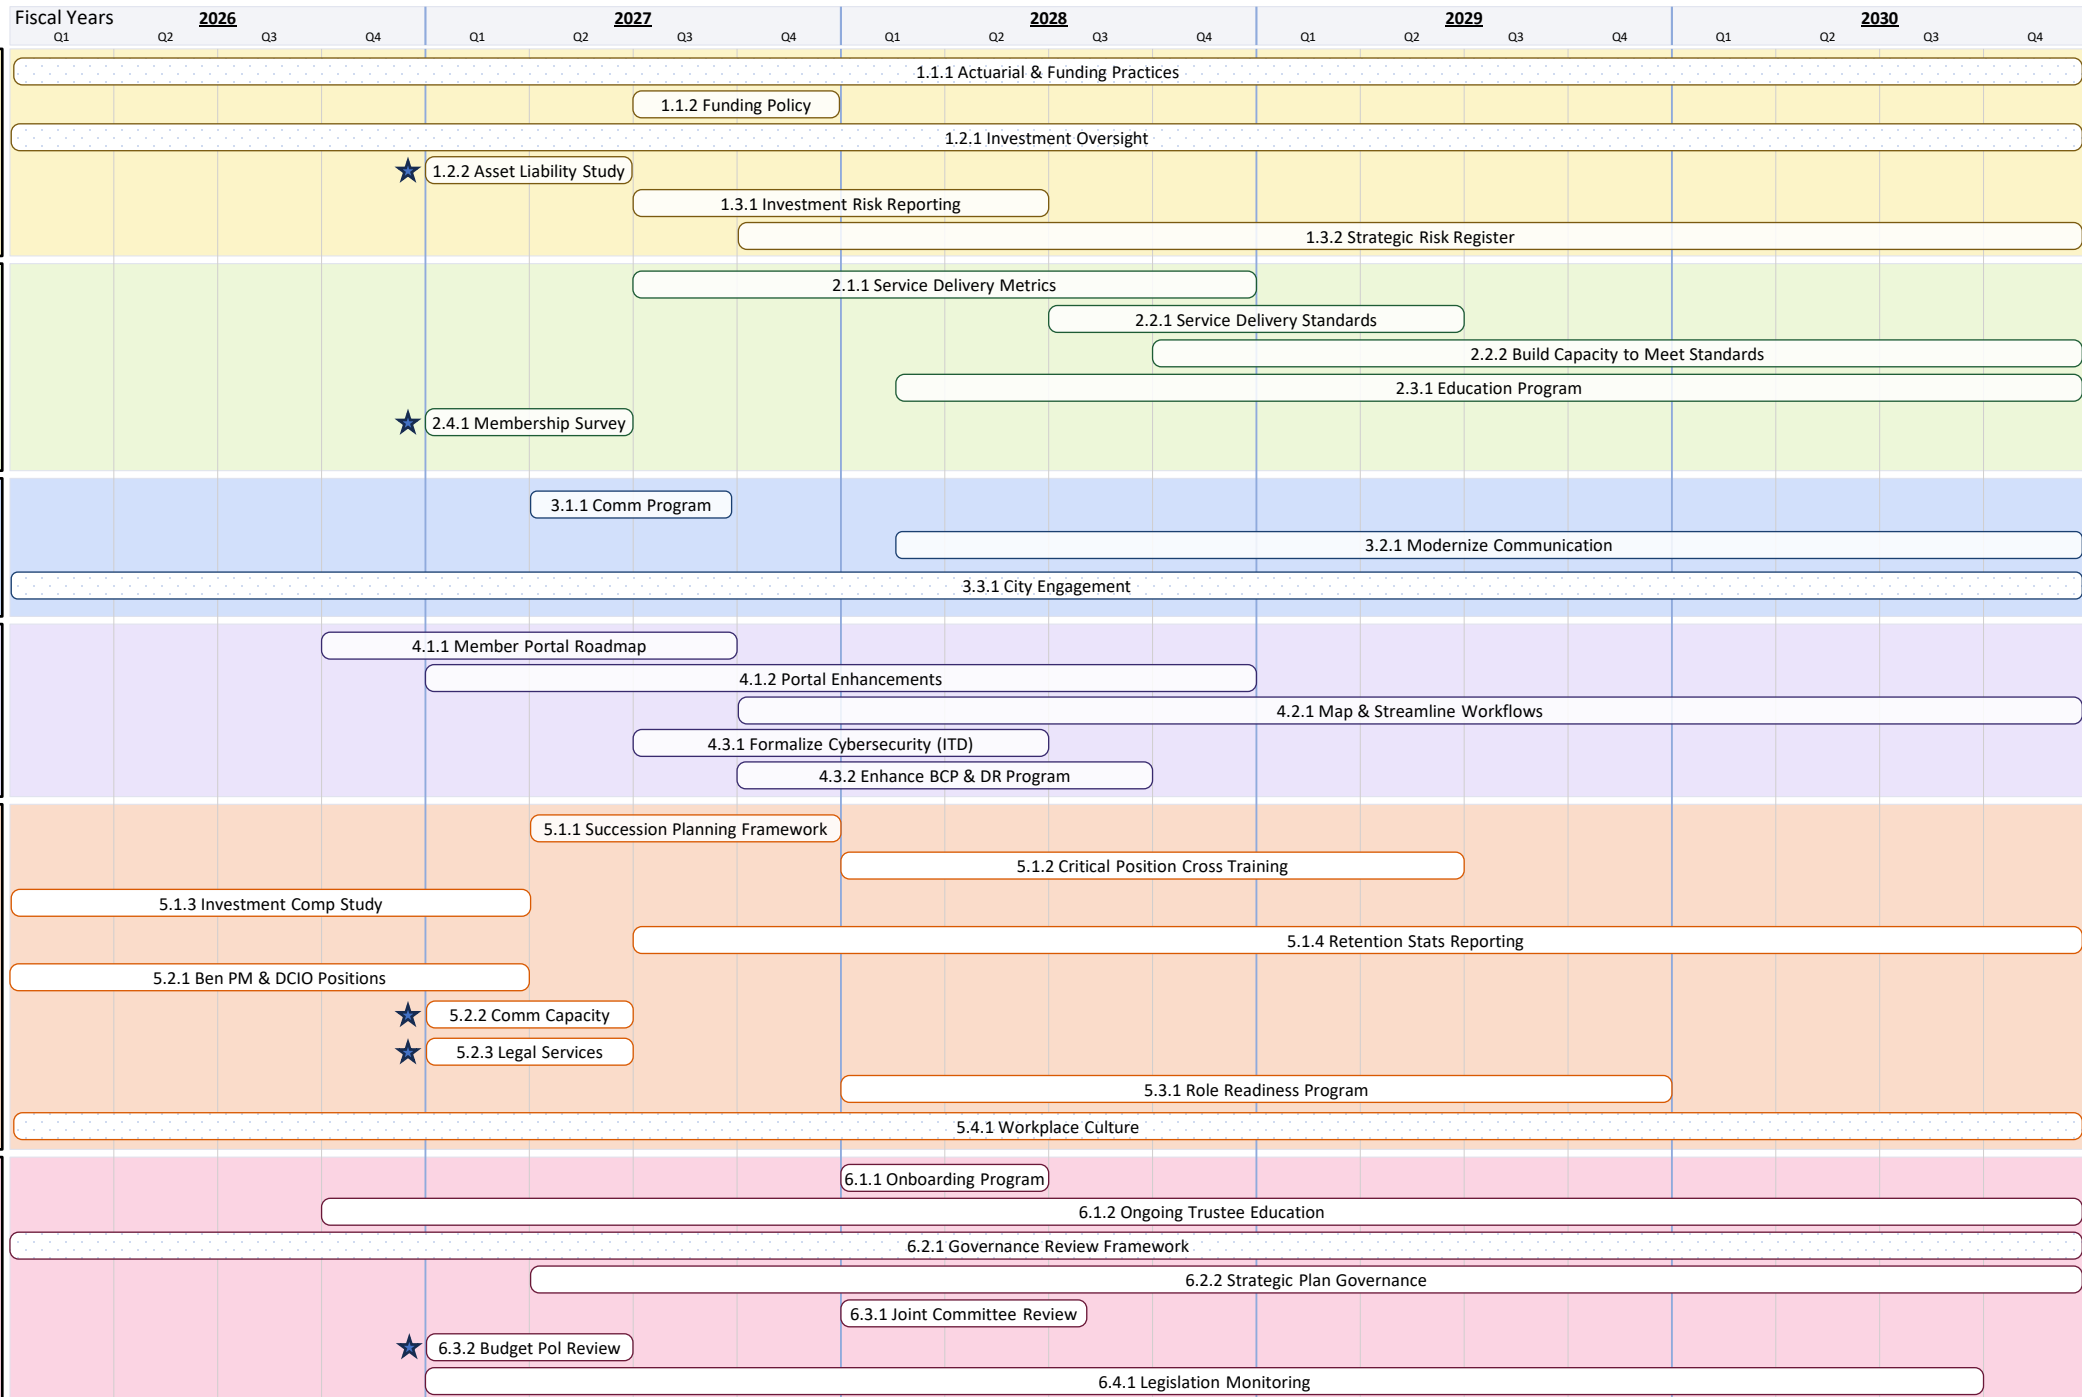 Fiscal Years 2026 2027 2028 2029 2030
Q1 Q2 Q3 Q4 Q1 Q2 Q3 Q4 Q1 Q2 Q3 Q4 Q1 Q2 Q3 Q4 Q1 Q2 Q3 Q4
1.1.1 Actuarial & Funding Practices
1.1.2 Funding Policy
1.2.1 Investment Oversight
1.2.2 Asset Liability Study
1.3.1 Investment Risk Reporting
1.3.2 Strategic Risk Register
2.1.1 Service Delivery Metrics
2.2.1 Service Delivery Standards
2.2.2 Build Capacity to Meet Standards
2.3.1 Education Program
2.4.1 Membership Survey
3.1.1 Comm Program
3.2.1 Modernize Communication
3.3.1 City Engagement
4.1.1 Member Portal Roadmap
4.1.2 Portal Enhancements
4.2.1 Map & Streamline Workflows
4.3.1 Formalize Cybersecurity (ITD)
4.3.2 Enhance BCP & DR Program
5.1.1 Succession Planning Framework
5.1.2 Critical Position Cross Training
5.1.3 Investment Comp Study
5.1.4 Retention Stats Reporting
5.2.1 Ben PM & DCIO Positions
5.2.2 Comm Capacity
5.2.3 Legal Services
5.3.1 Role Readiness Program
5.4.1 Workplace Culture
6.1.1 Onboarding Program
6.1.2 Ongoing Trustee Education
6.2.1 Governance Review Framework
6.2.2 Strategic Plan Governance
6.3.1 Joint Committee Review
6.3.2 Budget Pol Review
6.4.1 Legislation Monitoring